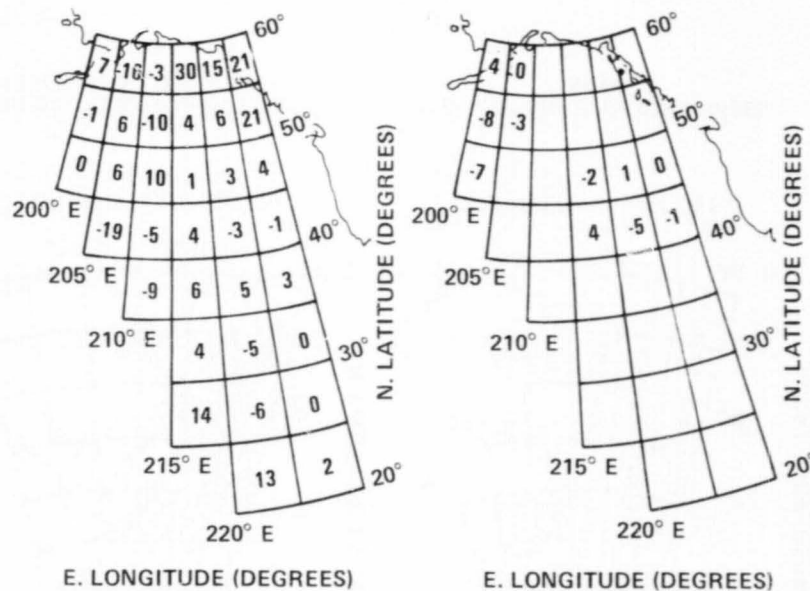 60°
7 -16 -3 30 15 21
-1 6 -10 4 6 21
50°
0 6 10 1 3 4
200° E
-19 -5 4 -3 -1
40°
205° E
-9 6 5 3
210° E
4 -5 0
30°
14 -6 0
215° E
13 2
20°
220° E
N. LATITUDE (DEGREES)
E. LONGITUDE (DEGREES)
60°
4 0
-8 -3
50°
-7 -2 1 0
200° E
4 -5 -1
40°
205° E
210° E
30°
215° E
20°
220° E
N. LATITUDE (DEGREES)
E. LONGITUDE (DEGREES)